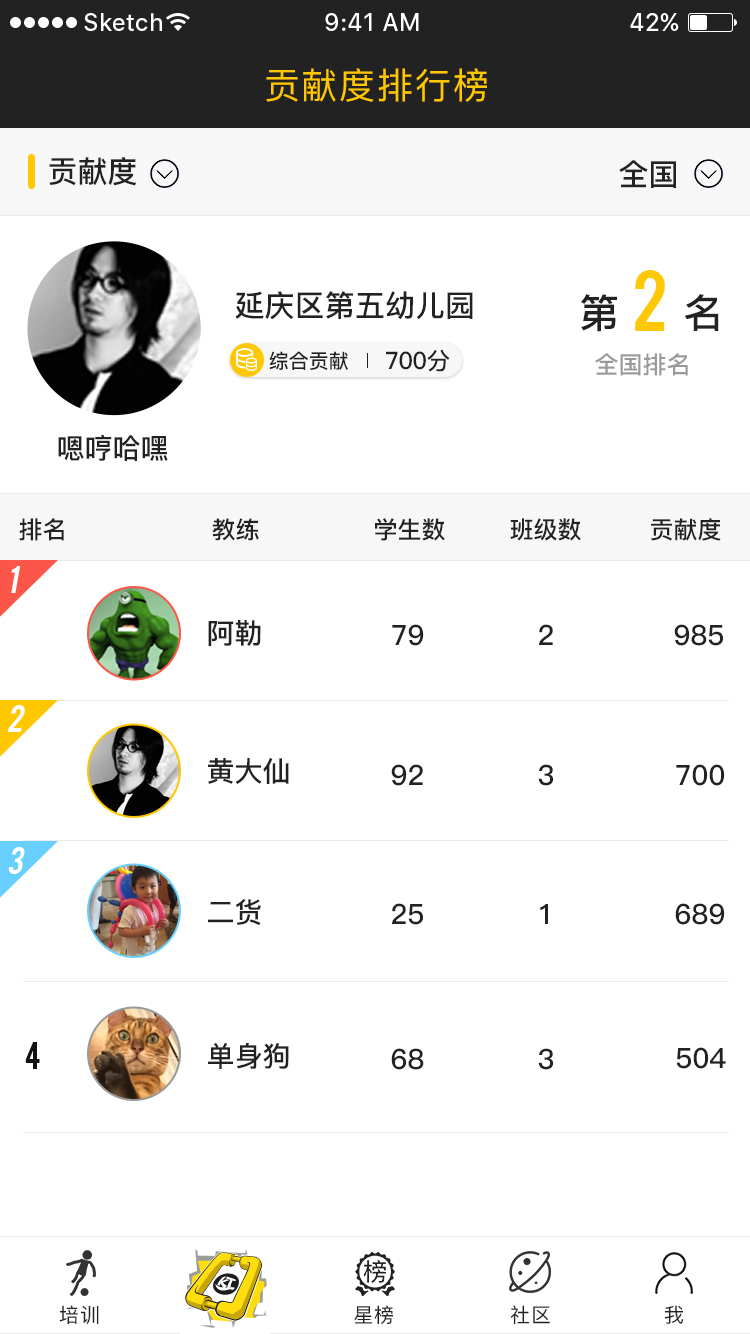 Sketch 9:41 AM 42%
贡献度排行榜
贡献度 全国
延庆区第五幼儿园 第 2 名
综合贡献 | 700分 全国排名
嗯哼哈嘿
排名 教练 学生数 班级数 贡献度
1 阿勒 79 2 985
2 黄大仙 92 3 700
3 二货 25 1 689
4 单身狗 68 3 504
榜
培训 星榜 社区 我